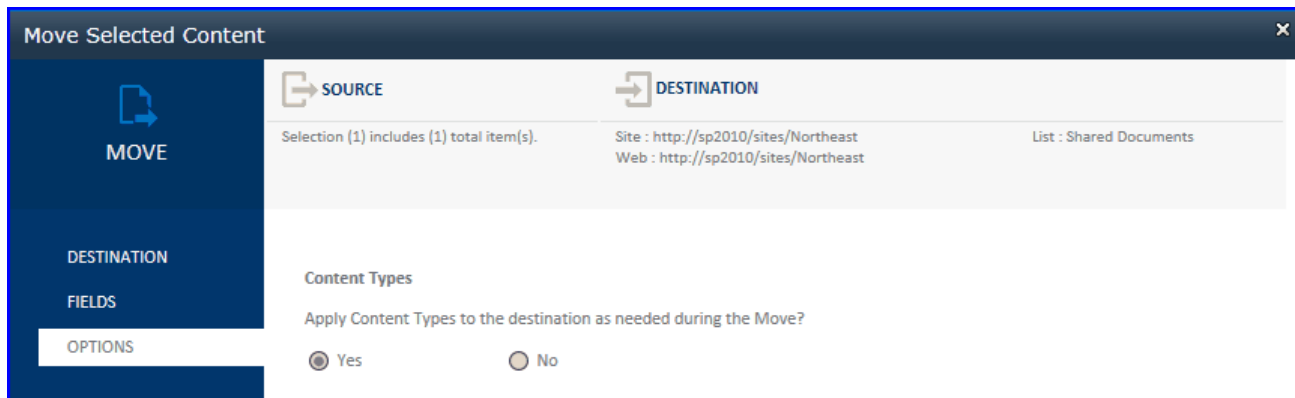 Move Selected Content
×
MOVE
SOURCE
DESTINATION
Selection (1) includes (1) total item(s).
Site : http://sp2010/sites/Northeast
List : Shared Documents
Web : http://sp2010/sites/Northeast
DESTINATION
FIELDS
OPTIONS
Content Types
Apply Content Types to the destination as needed during the Move?
Yes
No